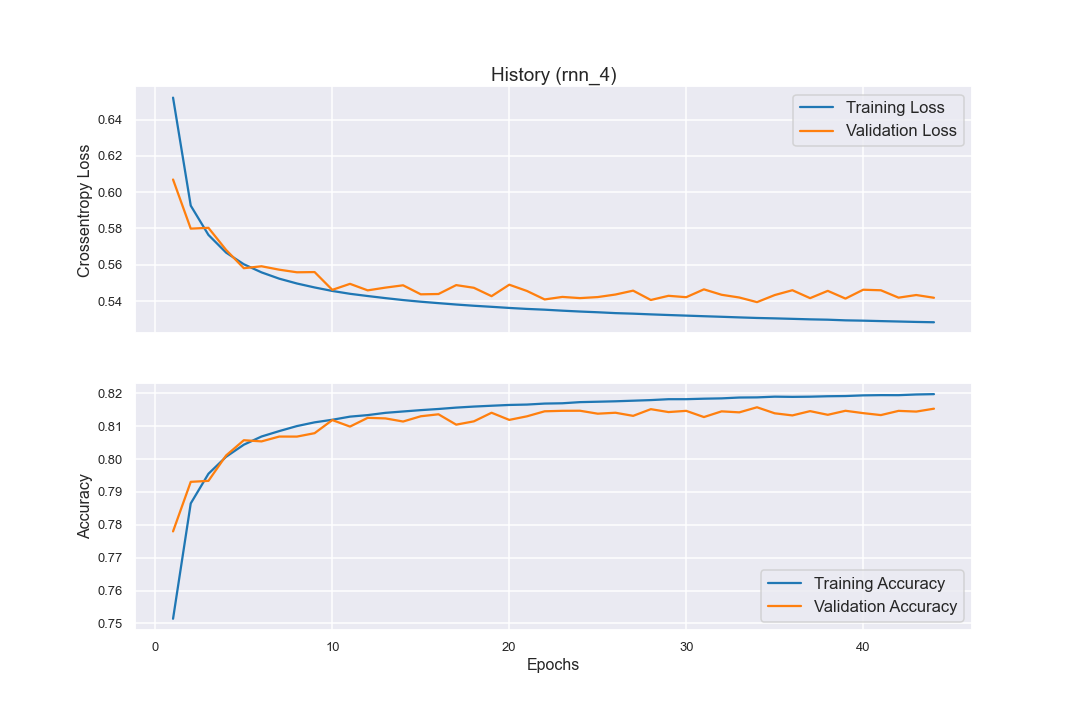 History (rnn_4)
0.64
0.62
0.60
0.58
0.56
0.54
Crossentropy Loss
Training Loss
Validation Loss
0.82
0.81
0.80
0.79
0.78
0.77
0.76
0.75
Accuracy
Training Accuracy
Validation Accuracy
0 10 20 30 40
Epochs